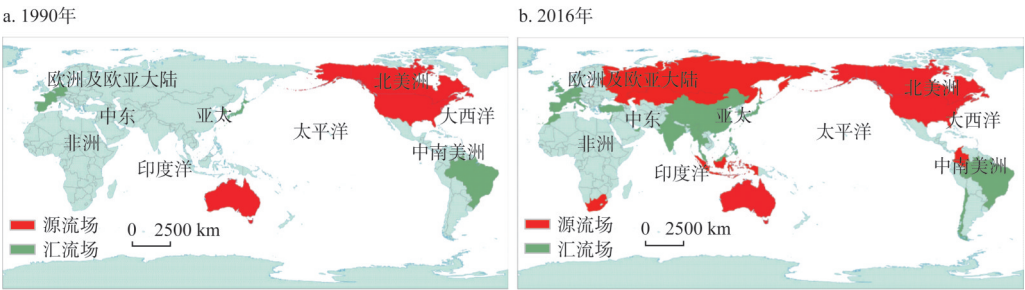 a. 1990年
欧洲及欧亚大陆
北美洲
中东
亚太
大西洋
太平洋
非洲
中南美洲
印度洋
源流场
0 2500 km
汇流场
b. 2016年
欧洲及欧亚大陆
北美洲
中东
亚太
大西洋
太平洋
非洲
中南美洲
印度洋
源流场
0 2500 km
汇流场